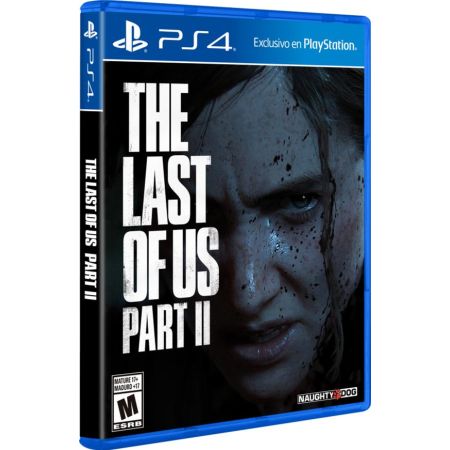 PS4
Exclusivo en PlayStation.
PS4
THE LAST OF US PART II
THE
LAST
OF US
PART II
MATURE 17+
MADURO +17
M
ESRB
NAUGHTY DOG